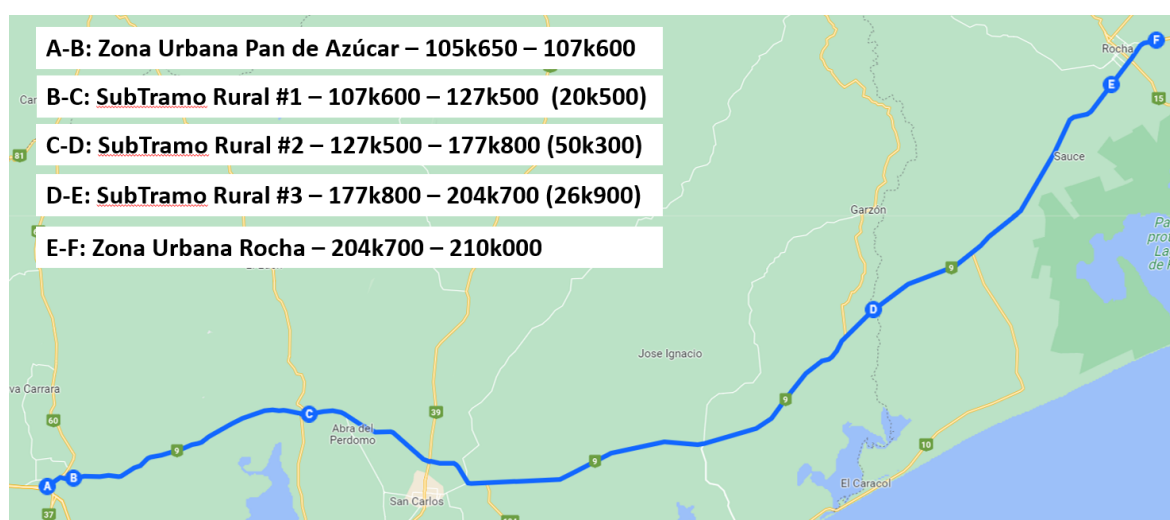 A-B: Zona Urbana Pan de Azúcar – 105k650 – 107k600
B-C: SubTramo Rural #1 – 107k600 – 127k500 (20k500)
C-D: SubTramo Rural #2 – 127k500 – 177k800 (50k300)
D-E: SubTramo Rural #3 – 177k800 – 204k700 (26k900)
E-F: Zona Urbana Rocha – 204k700 – 210k000
Rocha
F
E
15
81
Sauce
Garzón
9
D
Jose Ignacio
va Carrara
60
C
39
Abra del
Perdomo
9
9
9
10
A
B
San Carlos
El Caracol
37